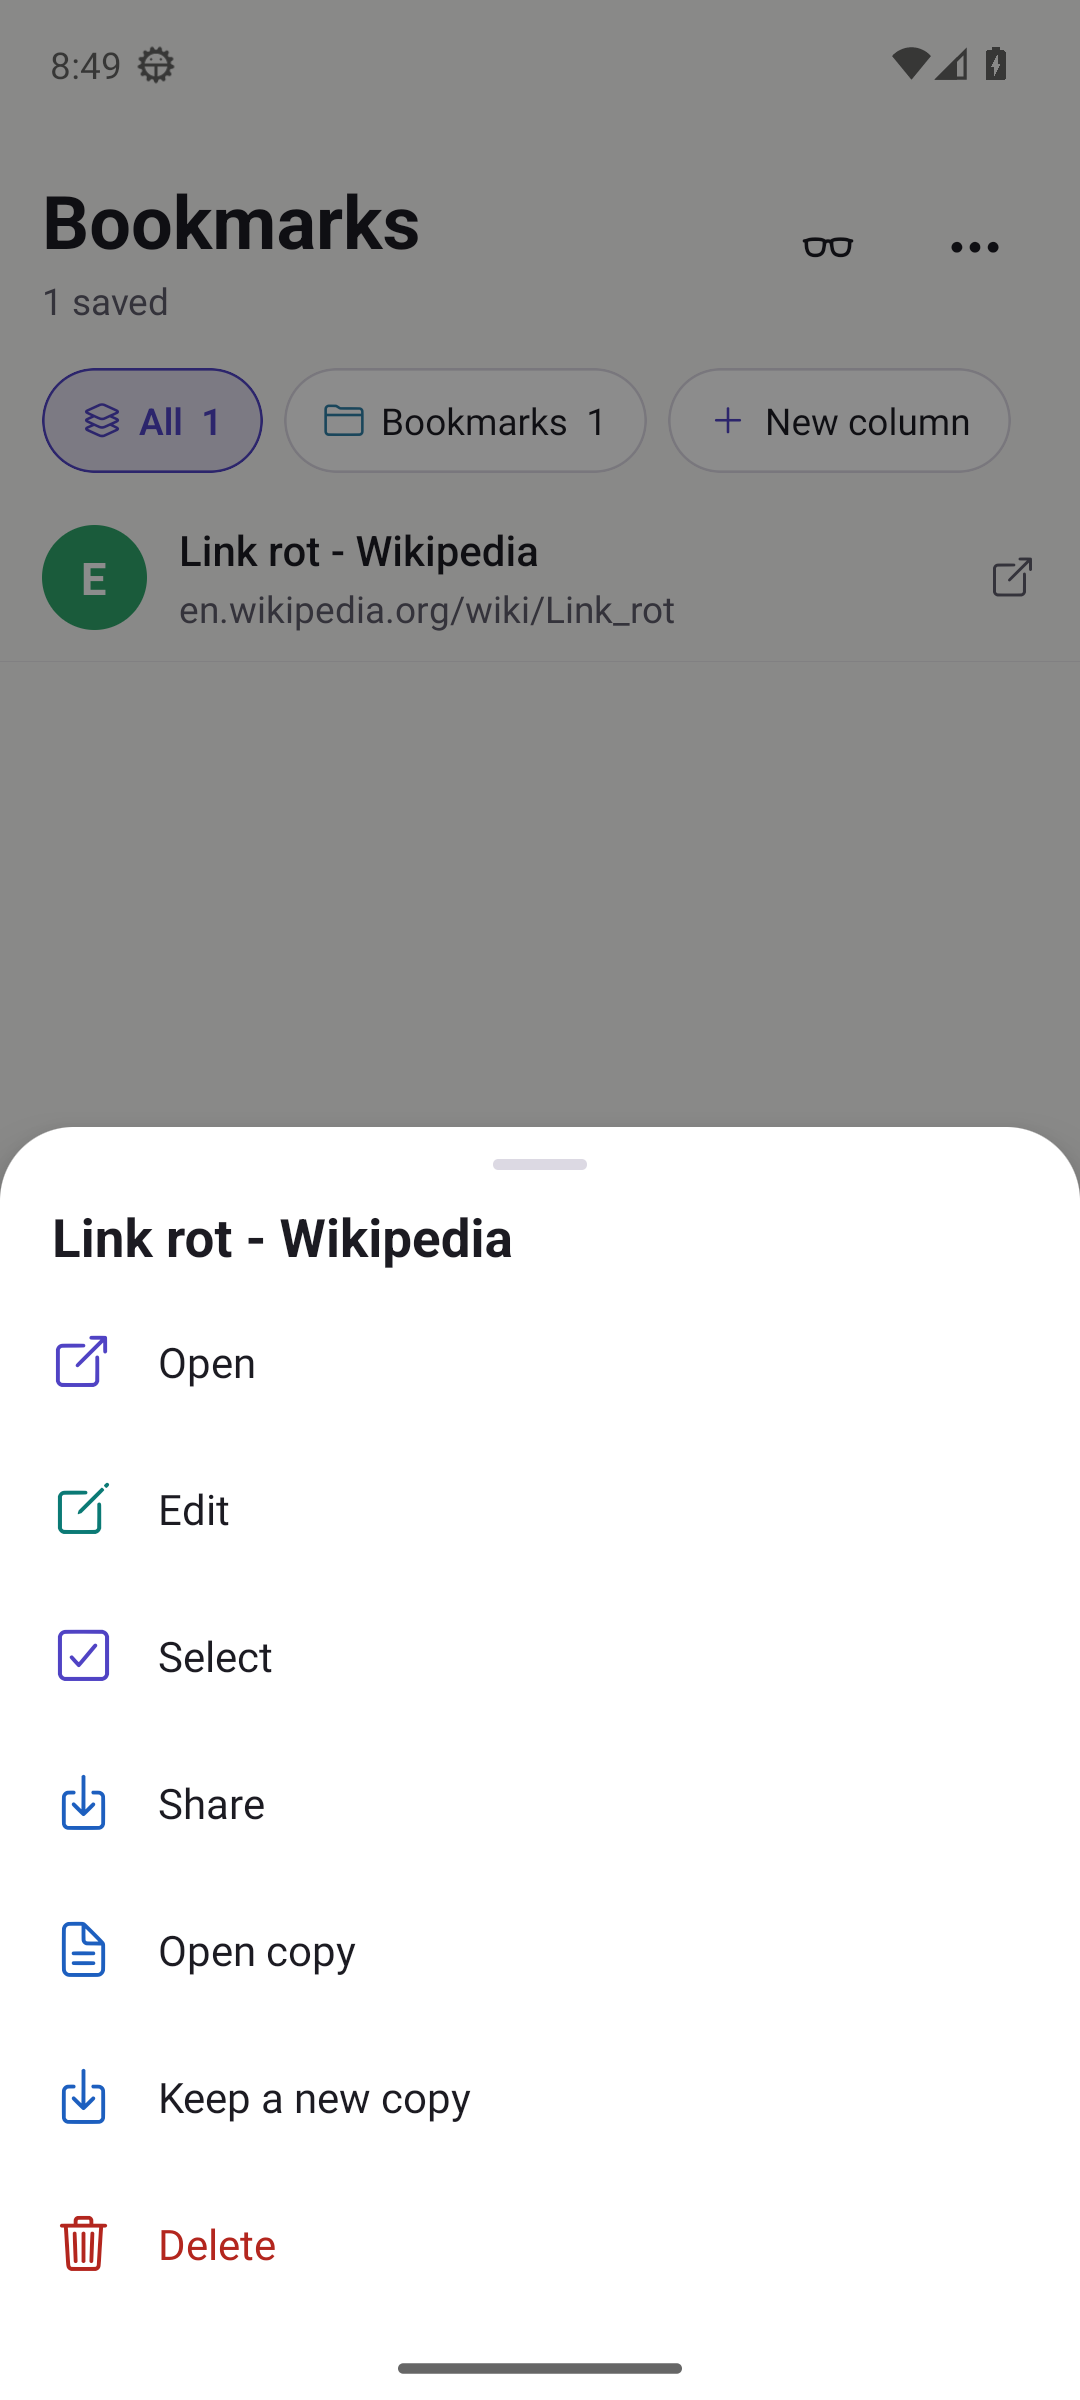 8:49
Bookmarks
1 saved
All 1
Bookmarks 1
New column
E
Link rot - Wikipedia
en.wikipedia.org/wiki/Link_rot
Link rot - Wikipedia
Open
Edit
Select
Share
Open copy
Keep a new copy
Delete